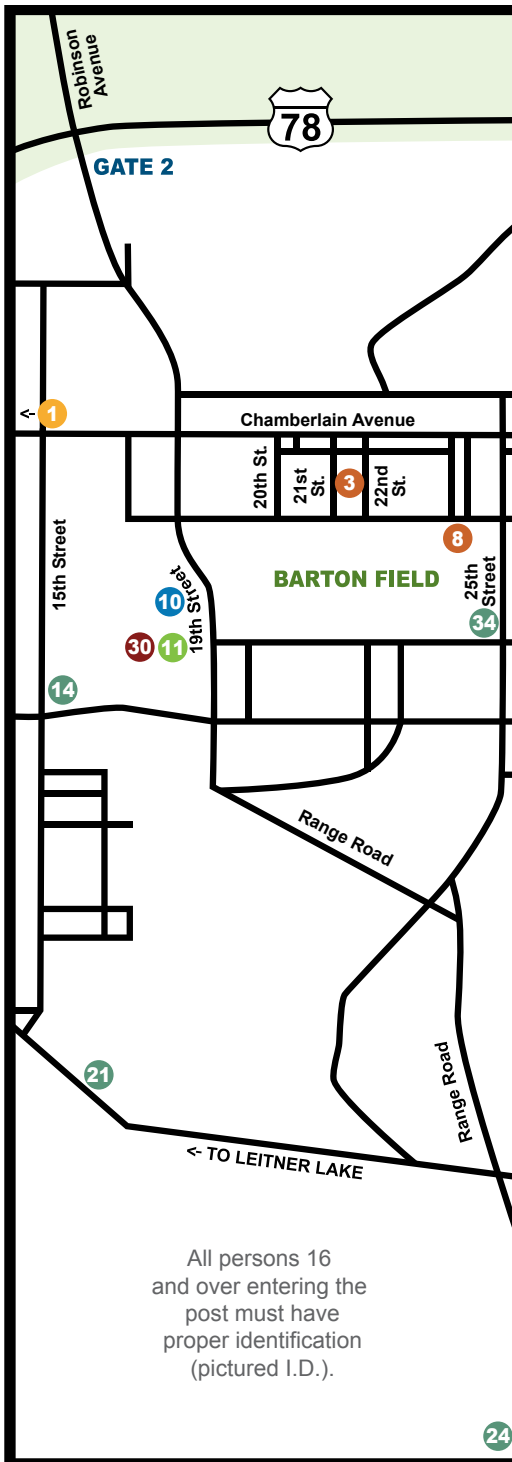 Robinson
Avenue
78
GATE 2
<- 1
Chamberlain Avenue
20th St.
21st
St.
3
22nd
St.
8
15th Street
BARTON FIELD
25th
Street
10
19th Street
34
30
11
14
Range Road
21
Range Road
<- TO LEITNER LAKE
All persons 16
and over entering the
post must have
proper identification
(pictured I.D.).
24